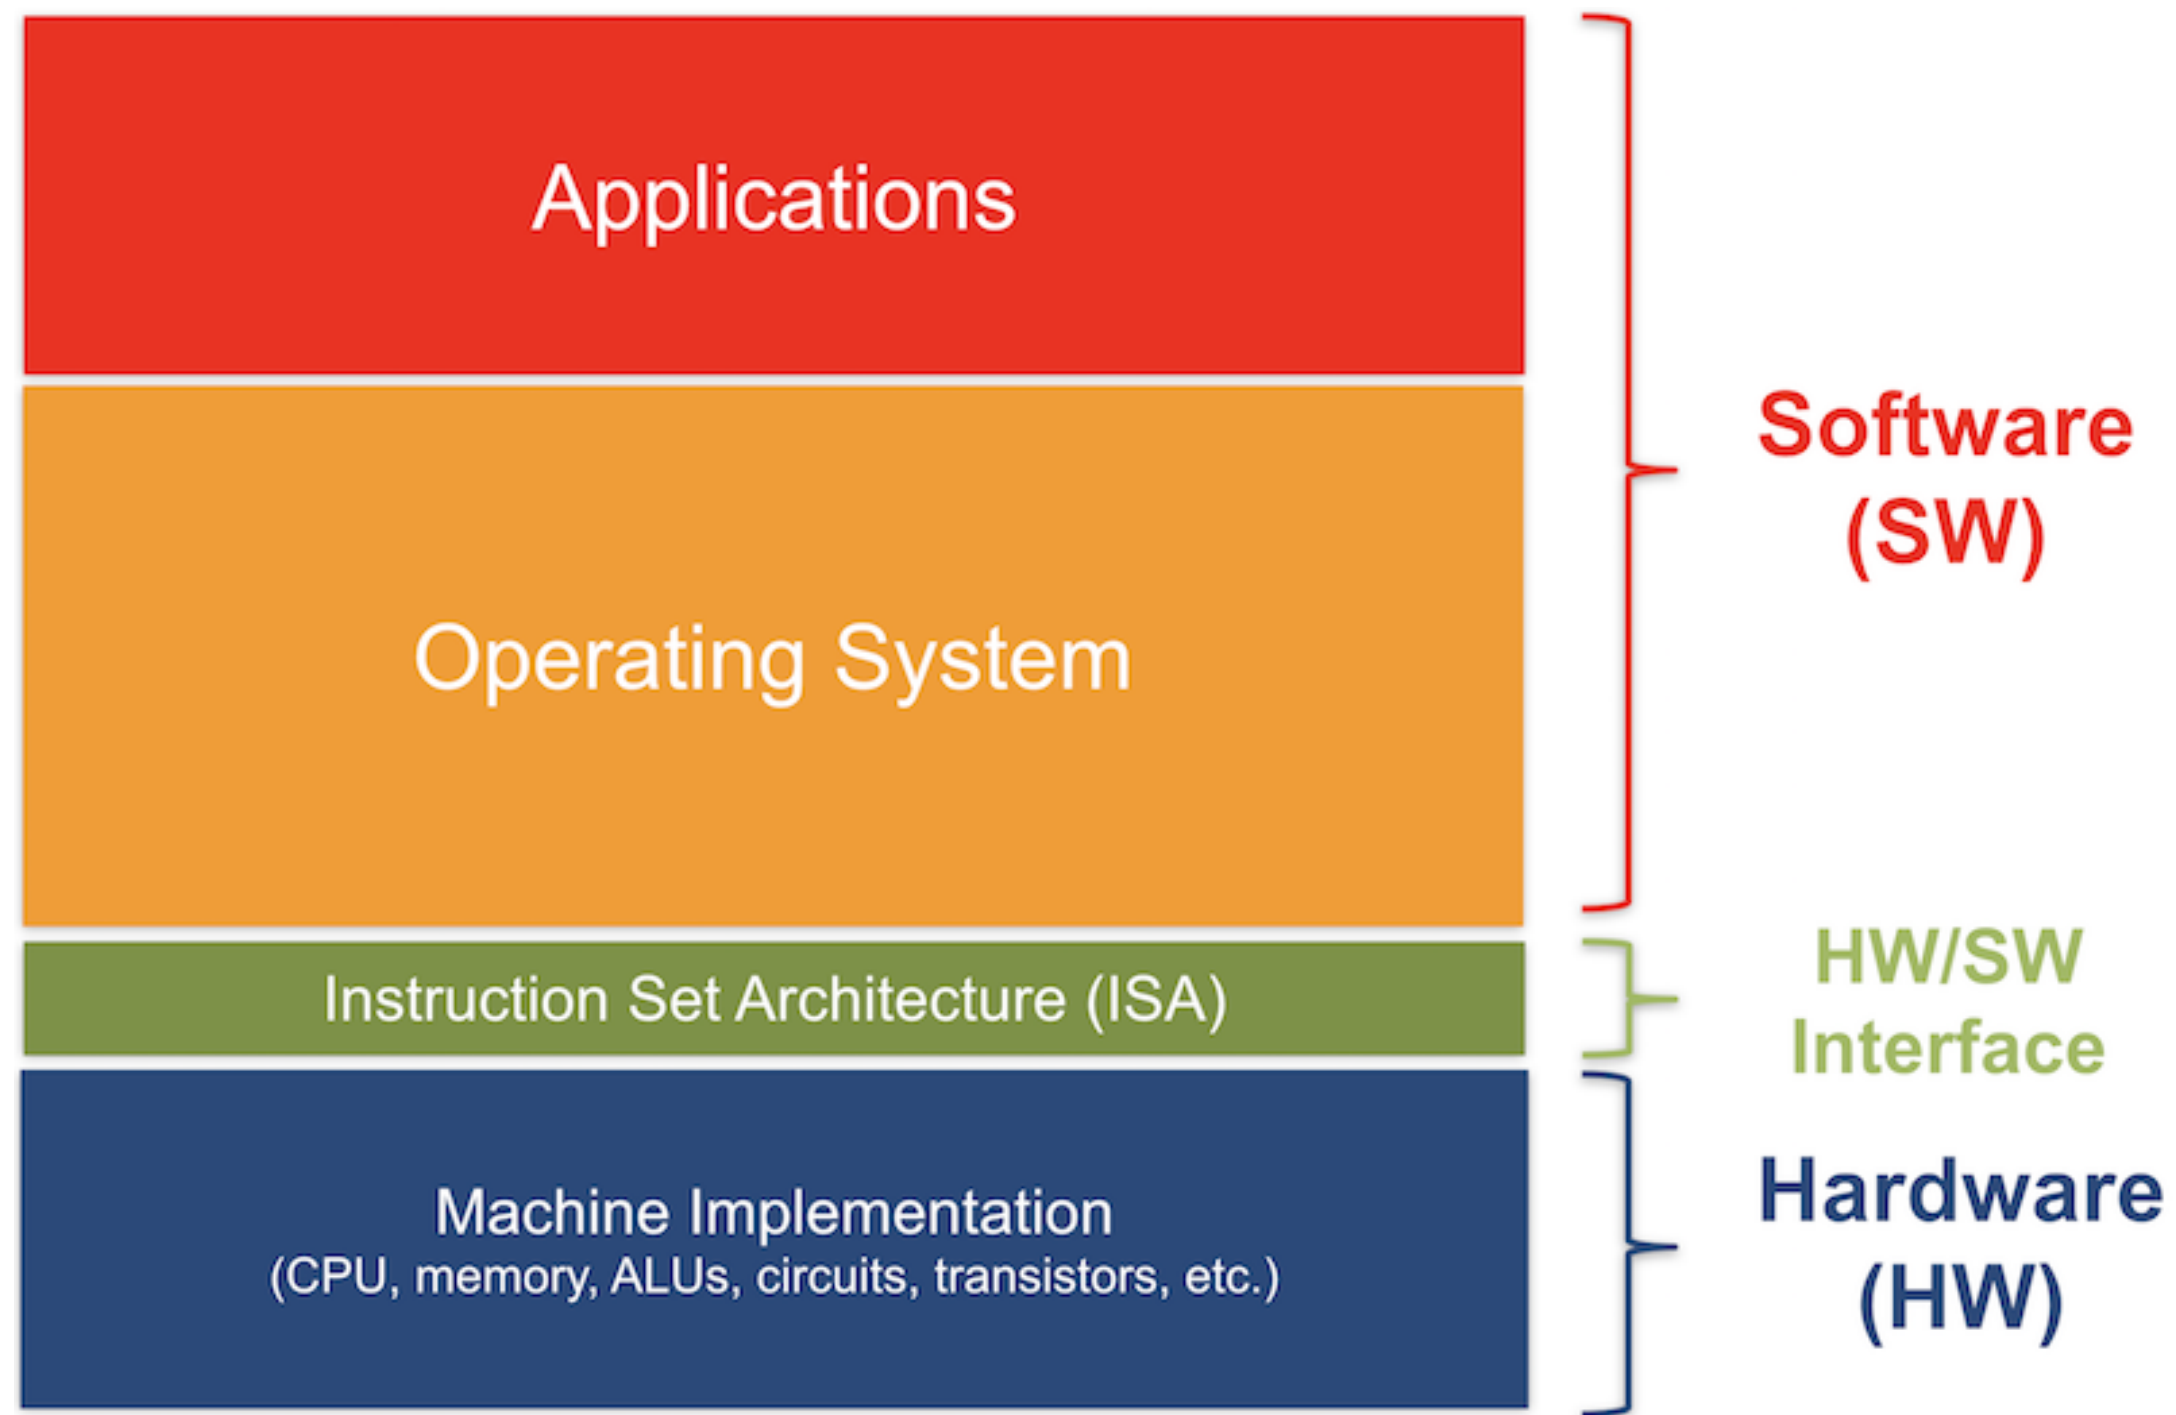 Applications
Operating System
Instruction Set Architecture (ISA)
Machine Implementation
(CPU, memory, ALUs, circuits, transistors, etc.)
Software
(SW)
HW/SW
Interface
Hardware
(HW)